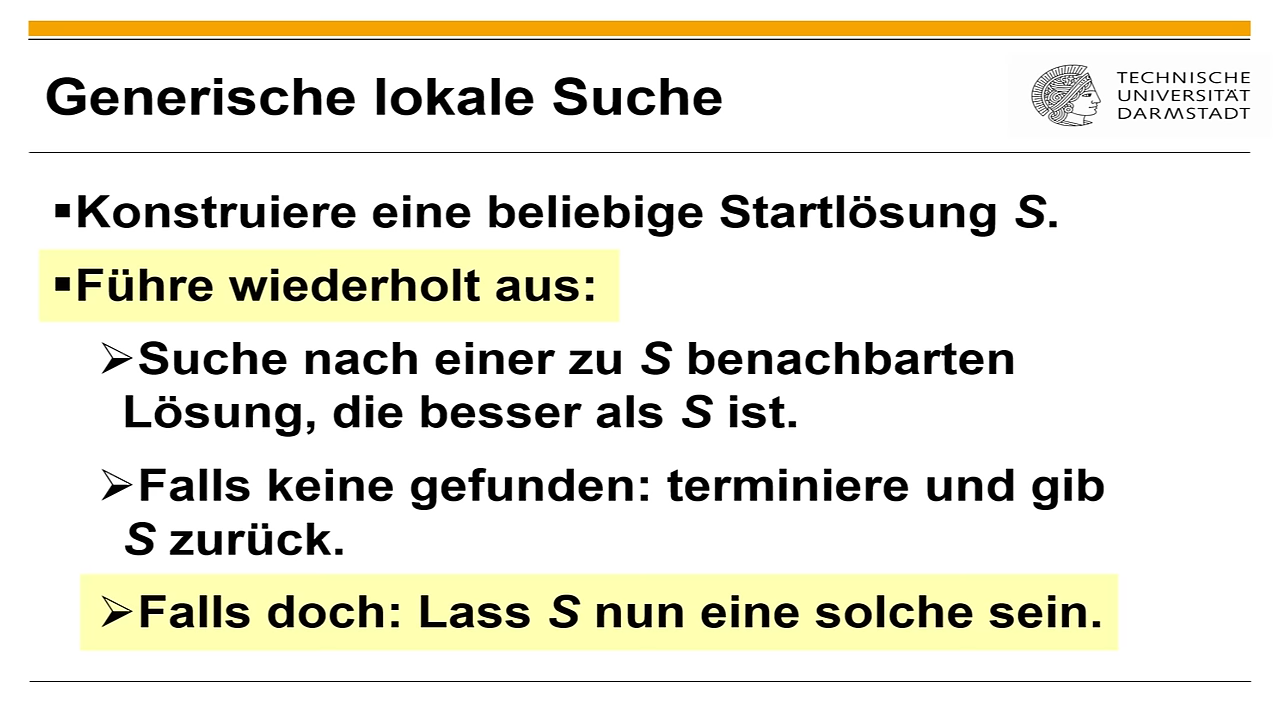 Generische lokale Suche
TECHNISCHE
UNIVERSITÄT
DARMSTADT
▪Konstruiere eine beliebige Startlösung S.
▪Führe wiederholt aus:
➢Suche nach einer zu S benachbarten
Lösung, die besser als S ist.
➢Falls keine gefunden: terminiere und gib
S zurück.
➢Falls doch: Lass S nun eine solche sein.